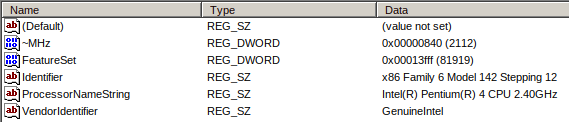 Name Type Data
(Default) REG_SZ (value not set)
~MHz REG_DWORD 0x00000840 (2112)
FeatureSet REG_DWORD 0x00013fff (81919)
Identifier REG_SZ x86 Family 6 Model 142 Stepping 12
ProcessorNameString REG_SZ Intel(R) Pentium(R) 4 CPU 2.40GHz
VendorIdentifier REG_SZ GenuineIntel